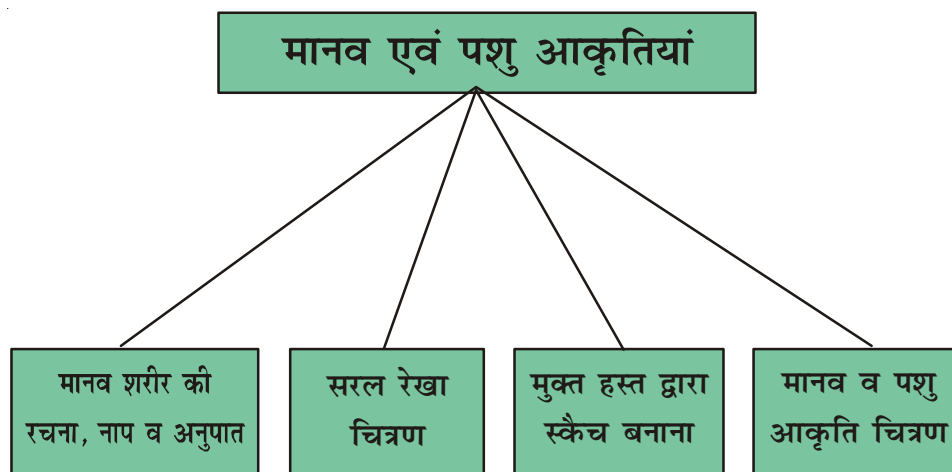 मानव एवं पशु आकृतियां
मानव शरीर की
रचना, नाप व अनुपात
सरल रेखा
चित्रण
मुक्त हस्त द्वारा
स्कैच बनाना
मानव व पशु
आकृति चित्रण